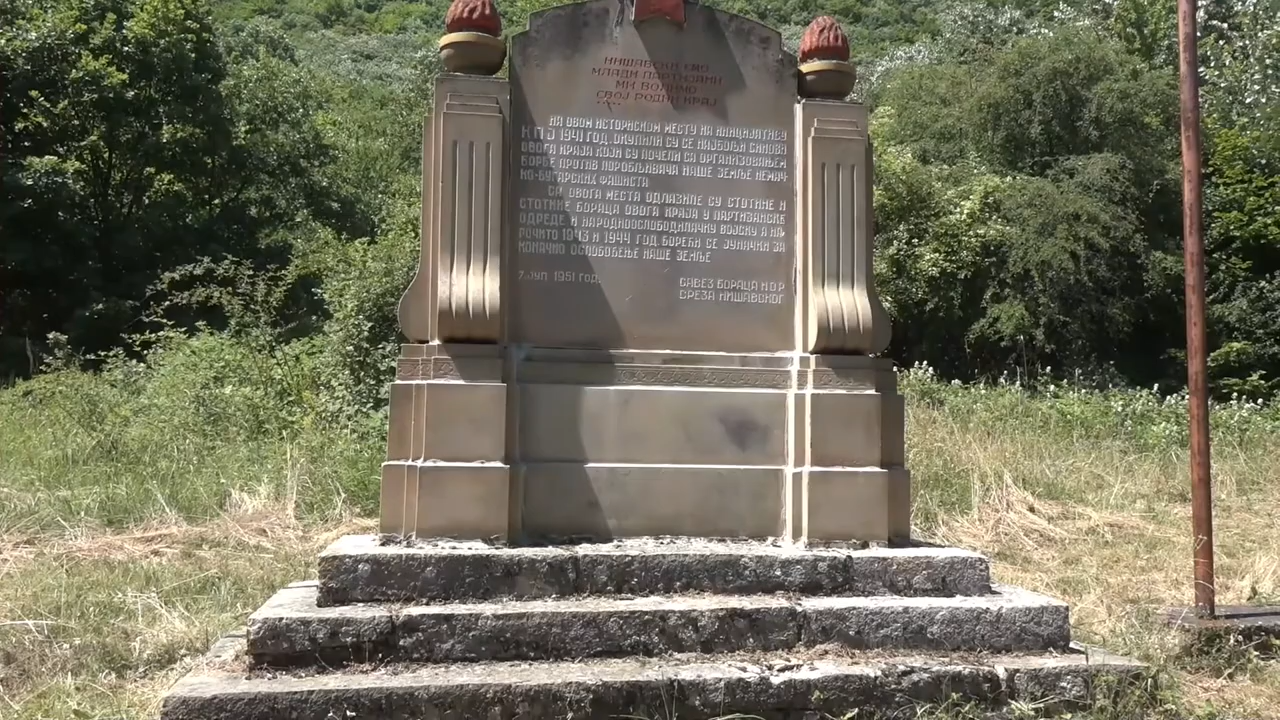 НИШАВСКИ СМО
МЛАДИ ПАРТИЗАНИ
МИ ВОЛИМО
СВОЈ РОДНИ КРАЈ
НА ОВОМ ИСТОРИСКОМ МЕСТУ НА ИНИЦИЈАТИВУ
КПЈ 1941 ГОД. ОКУПИЛИ СУ СЕ НАЈБОЉИ СИНОВИ
ОВОГА КРАЈА КОЈИ СУ ПОЧЕЛИ СА ОРГАНИЗОВАЊЕМ
БОРБЕ ПРОТИВ ПОРОБЉИВАЧА НАШЕ ЗЕМЉЕ НЕМАЧ-
КО-БУГАРСКИХ ФАШИСТА
СА ОВОГА МЕСТА ОДЛАЗИЛЕ СУ СТОТИНЕ И
СТОТИНЕ БОРАЦА ОВОГА КРАЈА У ПАРТИЗАНСКЕ
ОДРЕДЕ И НАРОДНООСЛОБОДИЛАЧКУ ВОЈСКУ А НА-
РОЧИТО 1943 И 1944 ГОД. БОРЕЋИ СЕ ЈУНАЧКИ ЗА
КОНАЧНО ОСЛОБОЂЕЊЕ НАШЕ ЗЕМЉЕ
7. ЈУЛ 1951 ГОД. САВЕЗ БОРАЦА НОР
СРЕЗА НИШАВСКОГ